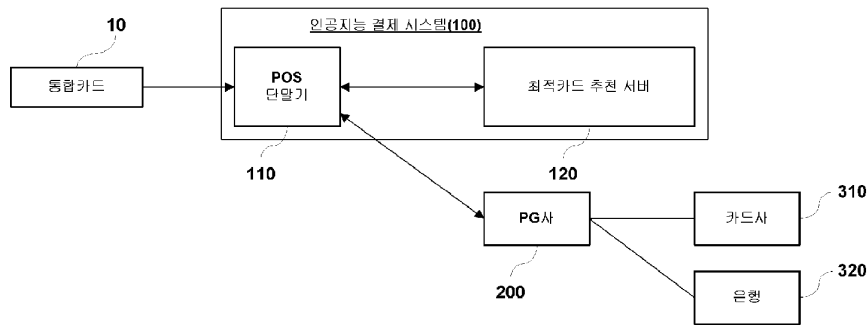 10
인공지능 결제 시스템(100)
통합카드
POS
단말기
최적카드 추천 서버
110
120
PG사
카드사
310
200
은행
320